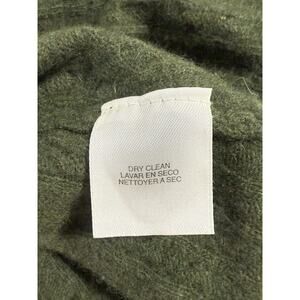 DRY CLEAN
LAVAR EN SECO
NETTOYER A SEC